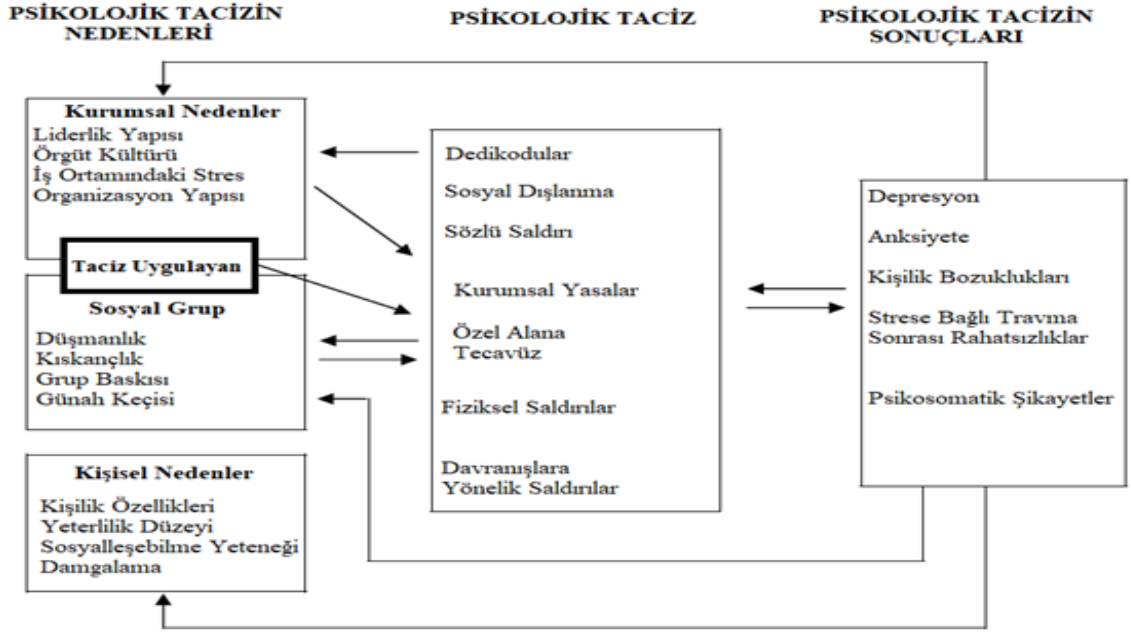 PSİKOLOJİK TACİZİN
NEDENLERİ
PSİKOLOJİK TACİZ
PSİKOLOJİK TACİZİN
SONUÇLARI
Kurumsal Nedenler
Liderlik Yapısı
Örgüt Kültürü
İş Ortamındaki Stres
Organizasyon Yapısı
Taciz Uygulayan
Sosyal Grup
Düşmanlık
Kıskançlık
Grup Baskısı
Günah Keçisi
Kişisel Nedenler
Kişilik Özellikleri
Yeterlilik Düzeyi
Sosyalleşebilme Yeteneği
Damgalama
Dedikodular
Sosyal Dışlanma
Sözlü Saldırı
Kurumsal Yasalar
Özel Alana
Tecavüz
Fiziksel Saldırılar
Davranışlara
Yönelik Saldırılar
Depresyon
Anksiyete
Kişilik Bozuklukları
Strese Bağlı Travma
Sonrası Rahatsızlıklar
Psikosomatik Şikayetler